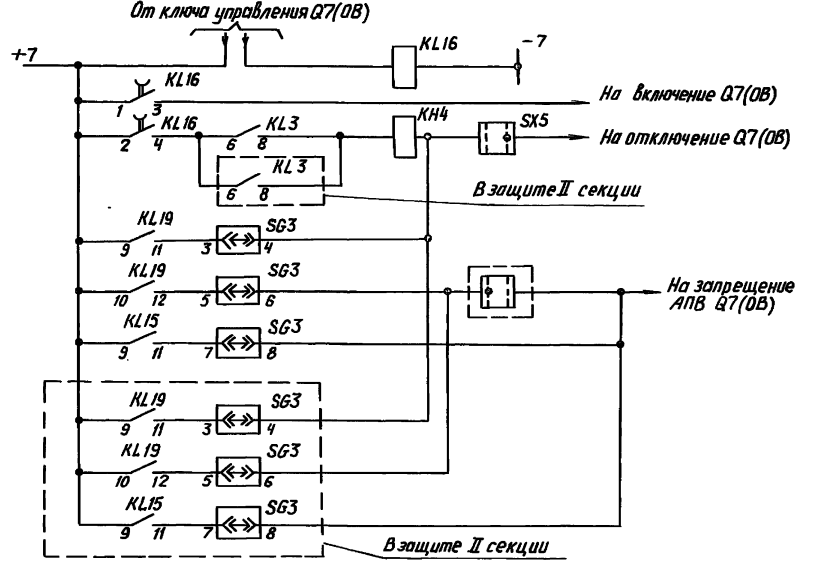 От ключа управления Q7(ОВ)
+7
KL16
-7
KL16
1 3
На включение Q7(ОВ)
KL16
2 4
KL3
6 8
KH4
SX5
На отключение Q7(ОВ)
KL3
6 8
В защите II секции
KL19
9 11
SG3
3 4
KL19
10 12
SG3
5 6
На запрещение
АПВ Q7(ОВ)
KL15
9 11
SG3
7 8
KL19
9 11
SG3
3 4
KL19
10 12
SG3
5 6
KL15
9 11
SG3
7 8
В защите II секции